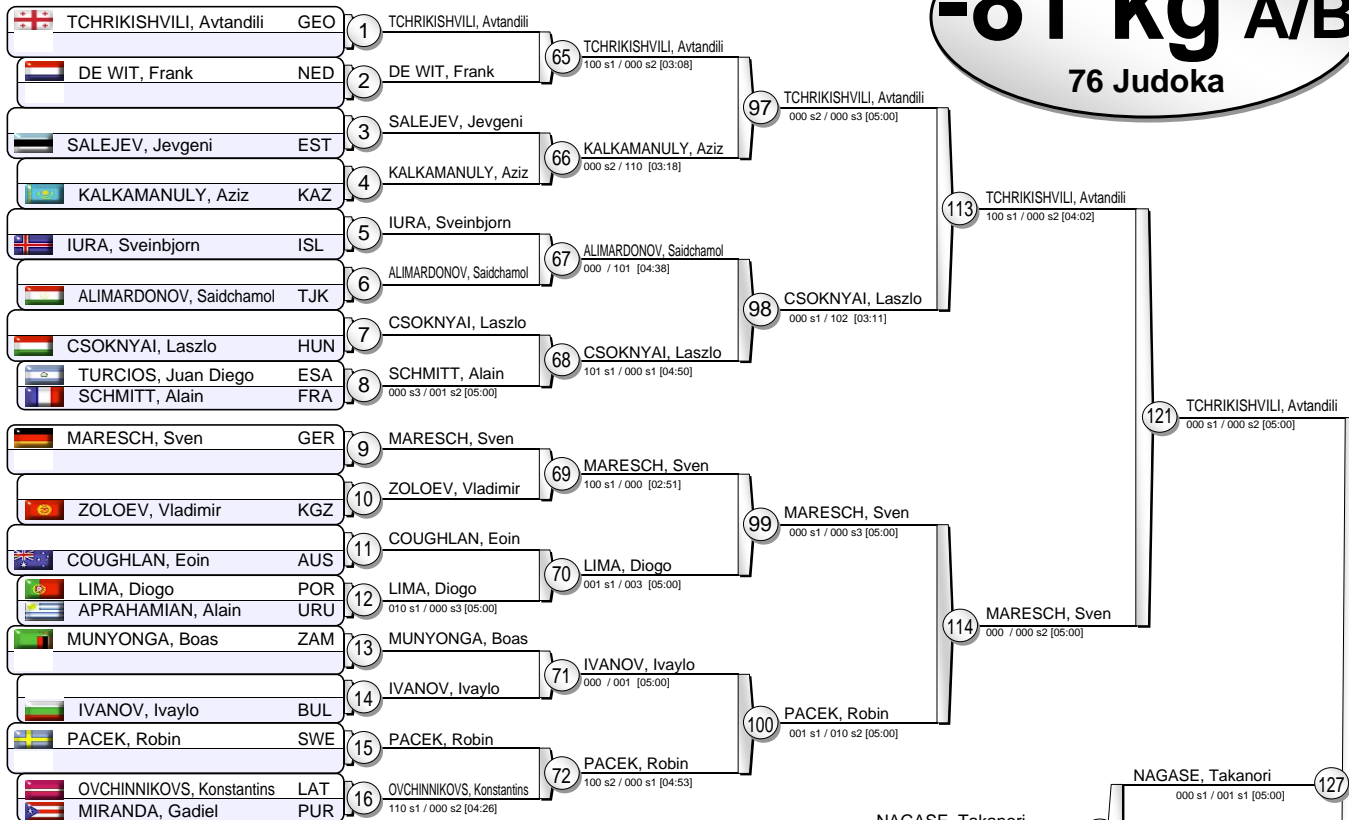 -81 kg A/B
76 Judoka
TCHRIKISHVILI, Avtandili GEO
DE WIT, Frank NED
SALEJEV, Jevgeni EST
KALKAMANULY, Aziz KAZ
IURA, Sveinbjorn ISL
ALIMARDONOV, Saidchamol TJK
CSOKNYAI, Laszlo HUN
TURCIOS, Juan Diego ESA
SCHMITT, Alain FRA
MARESCH, Sven GER
ZOLOEV, Vladimir KGZ
COUGHLAN, Eoin AUS
LIMA, Diogo POR
APRAHAMIAN, Alain URU
MUNYONGA, Boas ZAM
IVANOV, Ivaylo BUL
PACEK, Robin SWE
OVCHINNIKOVS, Konstantins LAT
MIRANDA, Gadiel PUR
1 TCHRIKISHVILI, Avtandili
2 DE WIT, Frank
3 SALEJEV, Jevgeni
4 KALKAMANULY, Aziz
5 IURA, Sveinbjorn
6 ALIMARDONOV, Saidchamol
7 CSOKNYAI, Laszlo
8 SCHMITT, Alain
000 s3 / 001 s2 [05:00]
9 MARESCH, Sven
10 ZOLOEV, Vladimir
11 COUGHLAN, Eoin
12 LIMA, Diogo
010 s1 / 000 s3 [05:00]
13 MUNYONGA, Boas
14 IVANOV, Ivaylo
15 PACEK, Robin
16 OVCHINNIKOVS, Konstantins
110 s1 / 000 s2 [04:26]
65 TCHRIKISHVILI, Avtandili
100 s1 / 000 s2 [03:08]
66 KALKAMANULY, Aziz
000 s2 / 110 [03:18]
67 ALIMARDONOV, Saidchamol
000 / 101 [04:38]
68 CSOKNYAI, Laszlo
101 s1 / 000 s1 [04:50]
69 MARESCH, Sven
100 s1 / 000 [02:51]
70 LIMA, Diogo
001 s1 / 003 [05:00]
71 IVANOV, Ivaylo
000 / 001 [05:00]
72 PACEK, Robin
100 s2 / 000 s1 [04:53]
97 TCHRIKISHVILI, Avtandili
000 s2 / 000 s3 [05:00]
98 CSOKNYAI, Laszlo
000 s1 / 102 [03:11]
99 MARESCH, Sven
000 s1 / 000 s3 [05:00]
100 PACEK, Robin
001 s1 / 010 s2 [05:00]
113 TCHRIKISHVILI, Avtandili
100 s1 / 000 s2 [04:02]
114 MARESCH, Sven
000 / 000 s2 [05:00]
121 TCHRIKISHVILI, Avtandili
000 s1 / 000 s2 [05:00]
NAGASE, Takanori 127
000 s1 / 001 s1 [05:00]
NAGASE, Takanori